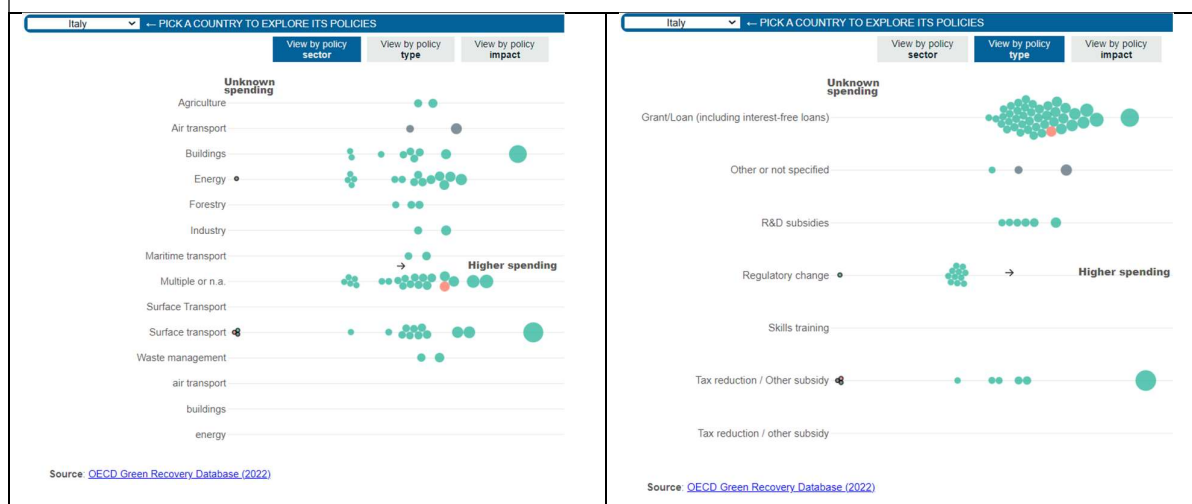 Italy ← PICK A COUNTRY TO EXPLORE ITS POLICIES
View by policy sector
View by policy type
View by policy impact
Unknown spending
Agriculture
Air transport
Buildings
Energy
Forestry
Industry
Maritime transport
→ Higher spending
Multiple or n.a.
Surface Transport
Surface transport
Waste management
air transport
buildings
energy
Source: OECD Green Recovery Database (2022)
Italy ← PICK A COUNTRY TO EXPLORE ITS POLICIES
View by policy sector
View by policy type
View by policy impact
Unknown spending
Grant/Loan (including interest-free loans)
Other or not specified
R&D subsidies
Regulatory change → Higher spending
Skills training
Tax reduction / Other subsidy
Tax reduction / other subsidy
Source: OECD Green Recovery Database (2022)